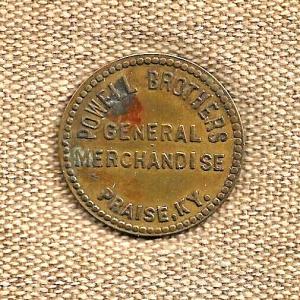 POWELL BROTHERS
GENERAL
MERCHANDISE
PRAISE, KY.